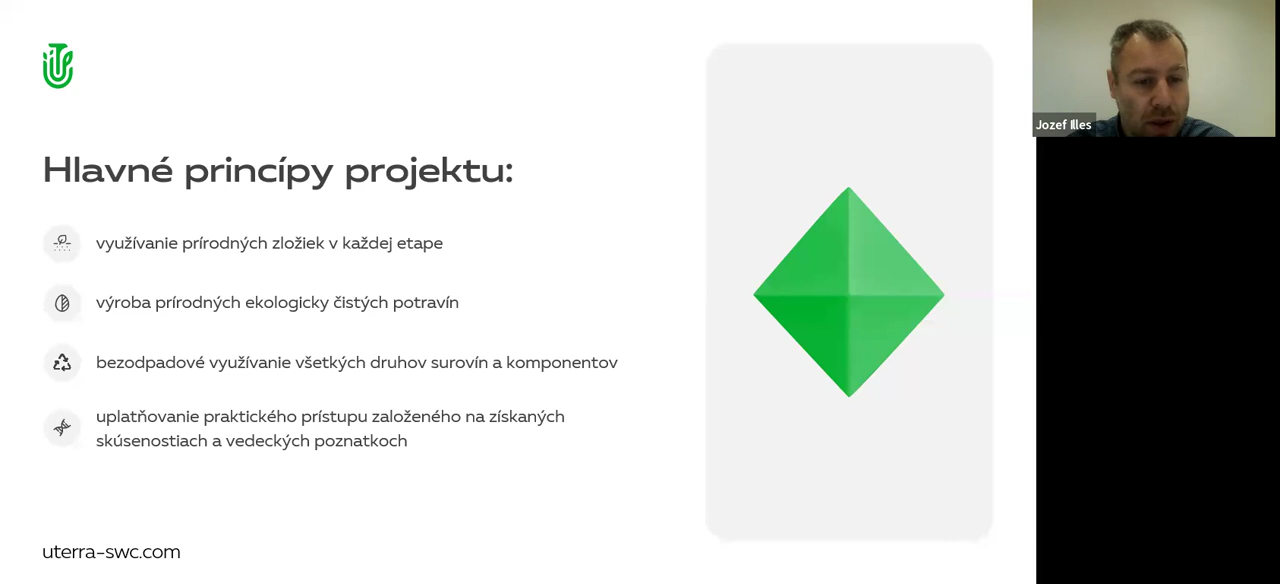 Hlavné princípy projektu:
využívanie prírodných zložiek v každej etape
výroba prírodných ekologicky čistých potravín
bezodpadové využívanie všetkých druhov surovín a komponentov
uplatňovanie praktického prístupu založeného na získaných
skúsenostiach a vedeckých poznatkoch
uterra-swc.com
Jozef Illes